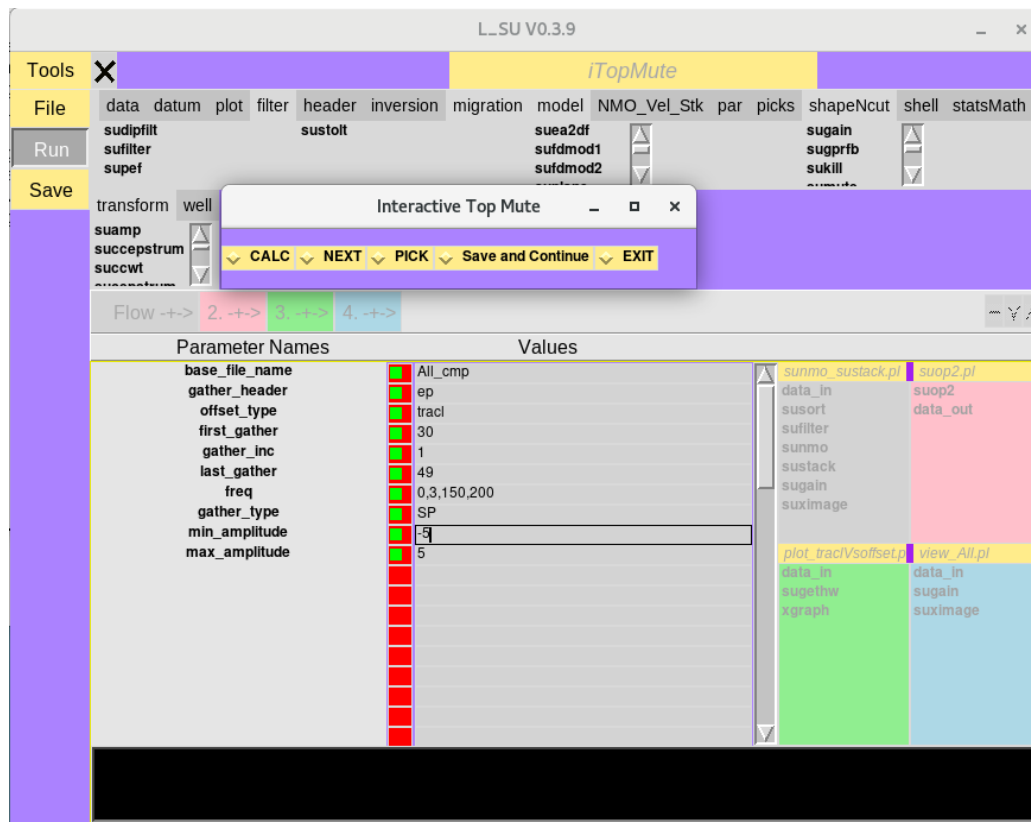 L_SU V0.3.9
Tools iTopMute
File data datum plot filter header inversion migration model NMO_Vel_Stk par picks shapeNcut shell statsMath
Run
Save
sudipfilt sustolt suea2df sugain
sufilter sufdmod1 sugprfb
supef sufdmod2 sukill
transform well
suamp
succepstrum
succwt
Interactive Top Mute
CALC NEXT PICK Save and Continue EXIT
Flow -+-> 2. -+-> 3. -+-> 4. -+->
Parameter Names Values
base_file_name All_cmp
gather_header ep
offset_type tracl
first_gather 30
gather_inc 1
last_gather 49
freq 0,3,150,200
gather_type SP
min_amplitude -5
max_amplitude 5
sunmo_sustack.pl suop2.pl
data_in suop2
susort data_out
sufilter
sunmo
sustack
sugain
suximage
plot_traclVsoffset.p view_All.pl
data_in data_in
sugethw sugain
xgraph suximage